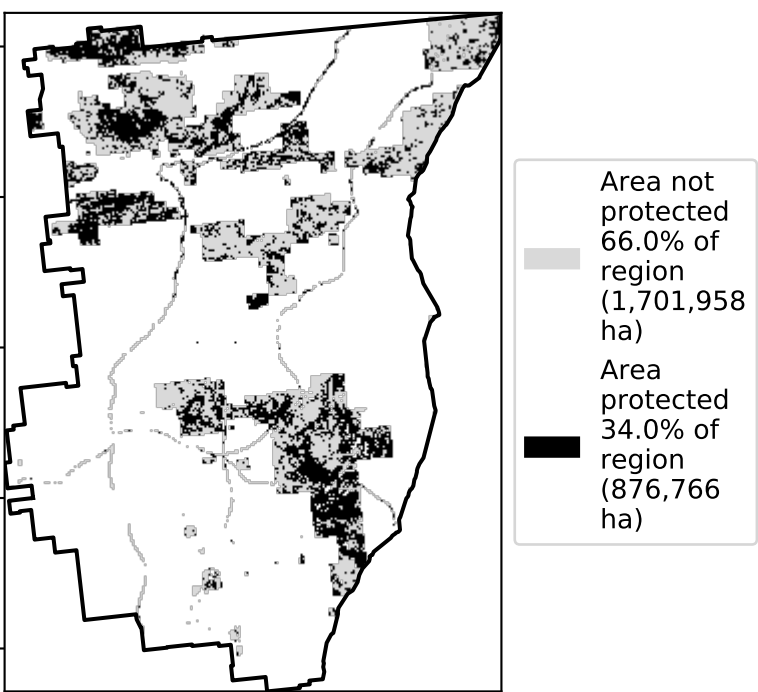 Area not
protected
66.0% of
region
(1,701,958
ha)
Area
protected
34.0% of
region
(876,766
ha)